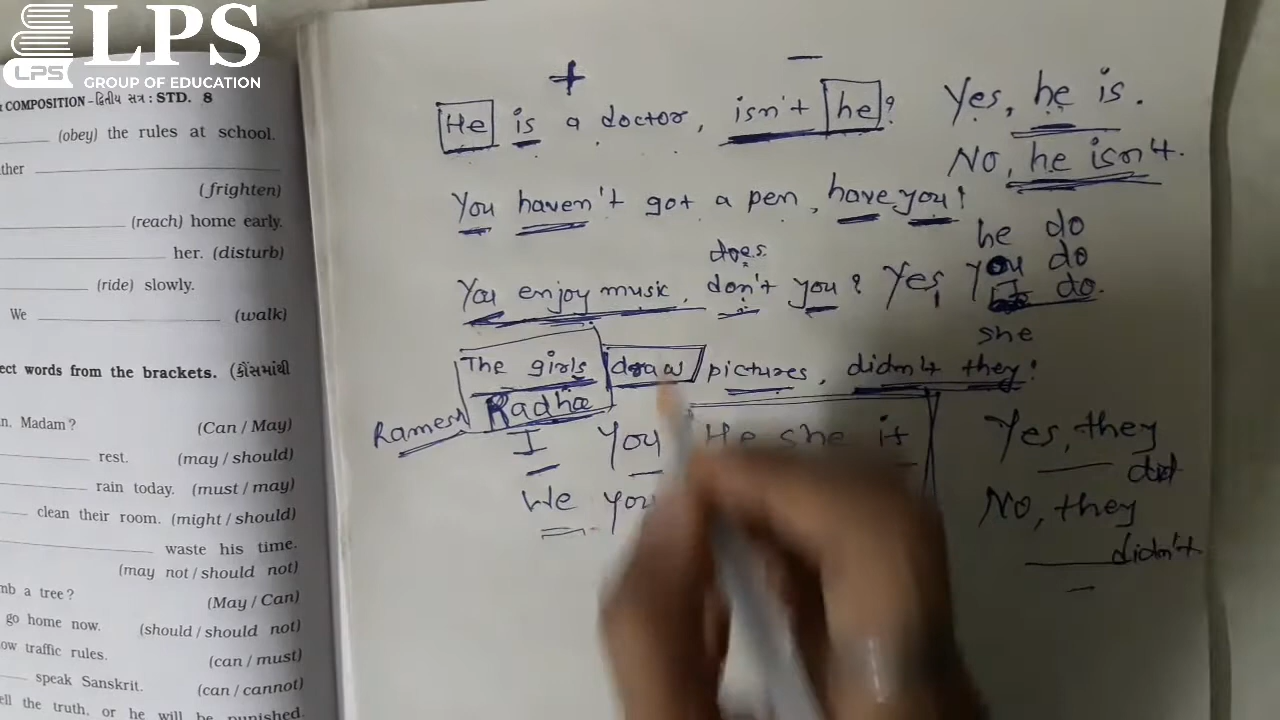 LPS
LPS
GROUP OF EDUCATION
COMPOSITION - દ્વિતીય સત્ર : STD. 8
(obey) the rules at school.
ther
(frighten)
(reach) home early.
her. (disturb)
(ride) slowly.
We (walk)
ect words from the brackets. (કૌંસમાંથી
n. Madam? (Can / May)
rest. (may / should)
rain today. (must / may)
clean their room. (might / should)
waste his time.
(may not / should not)
mb a tree? (May / Can)
go home now. (should / should not)
ow traffic rules. (can / must)
speak Sanskrit. (can / cannot)
ell the truth, or he will be punished.
+ –
He is a doctor, isn't he? Yes, he is.
No, he isn't.
You haven't got a pen, have you?
he do
does
You enjoy music, don't you? Yes, you do
I do.
she
The girls draw pictures, didn't they?
Ramesh Radha
I You He she it
We you
Yes, they did
No, they didn't